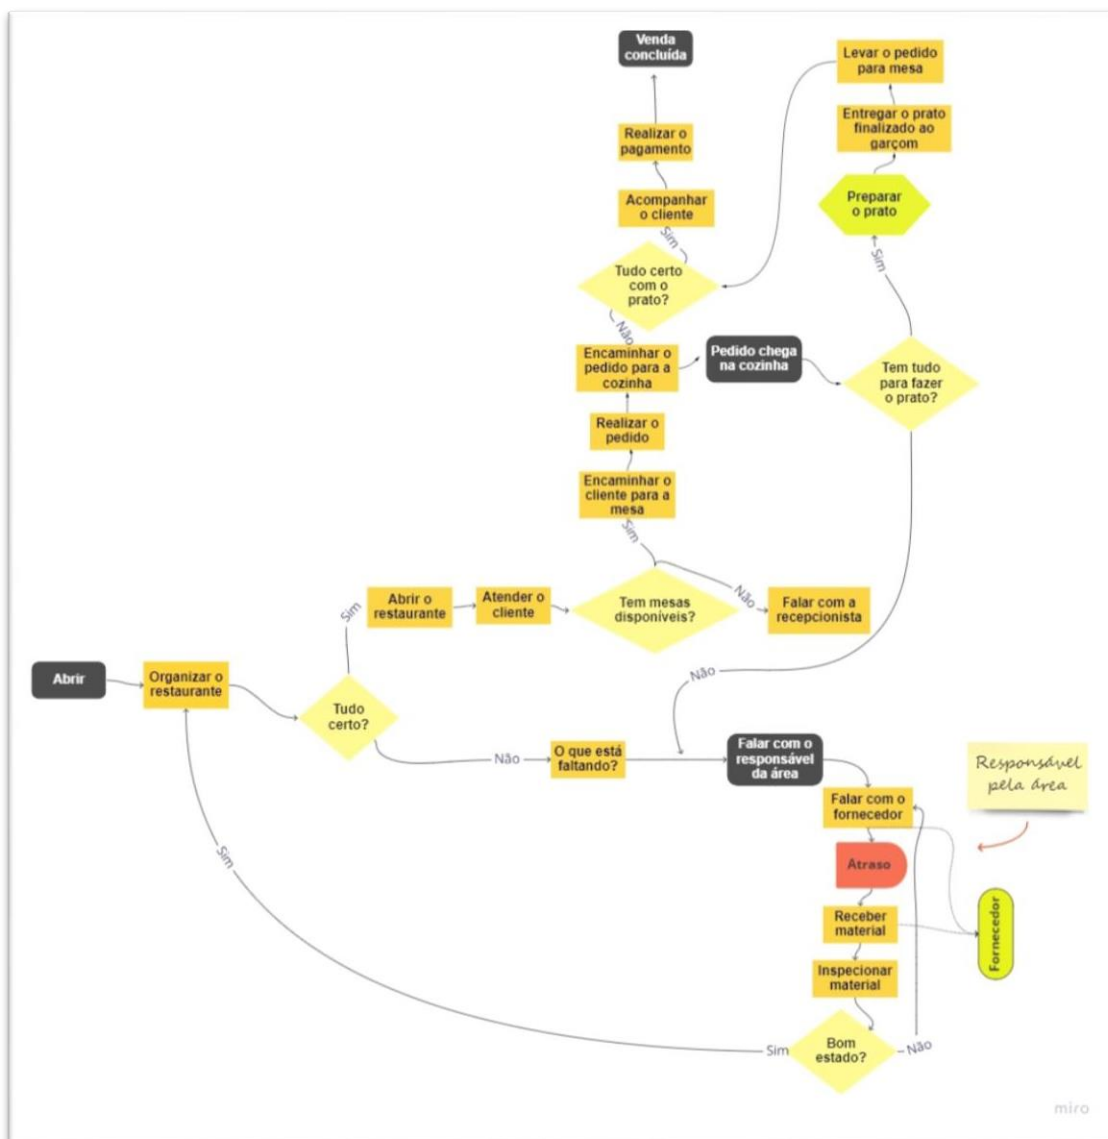 Venda
concluída
Levar o pedido
para mesa
Realizar o
pagamento
Entregar o prato
finalizado ao
garçom
Acompanhar
o cliente
Preparar
o prato
Sim
Sim
Tudo certo
com o
prato?
Não
Encaminhar o
pedido para a
cozinha
Pedido chega
na cozinha
Tem tudo
para fazer
o prato?
Realizar o
pedido
Encaminhar o
cliente para a
mesa
Sim
Abrir o
restaurante
Atender o
cliente
Tem mesas
disponíveis?
Não
Falar com a
recepcionista
Sim
Abrir
Organizar o
restaurante
Tudo
certo?
Não
Não
O que está
faltando?
Falar com o
responsável
da área
Responsável
pela área
Falar com o
fornecedor
Atraso
Sim
Receber
material
Fornecedor
Inspecionar
material
Sim
Bom
estado?
Não
miro